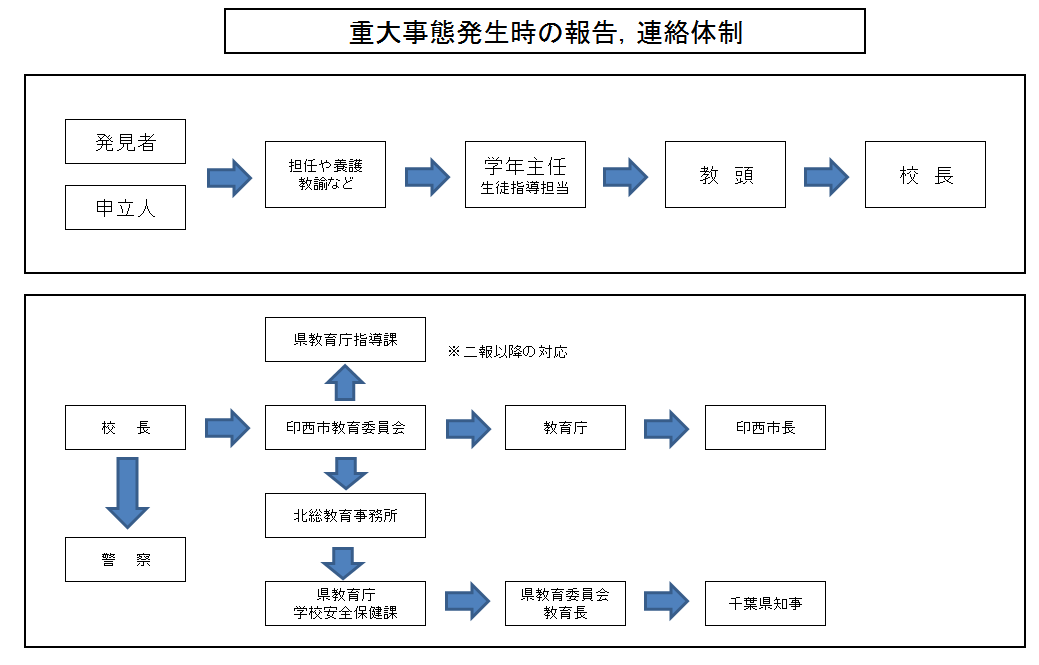 重大事態発生時の報告，連絡体制
発見者
申立人
担任や養護
教諭など
学年主任
生徒指導担当
教　頭
校　長
県教育庁指導課
※二報以降の対応
校　長
印西市教育委員会
教育庁
印西市長
北総教育事務所
警　察
県教育庁
学校安全保健課
県教育委員会
教育長
千葉県知事